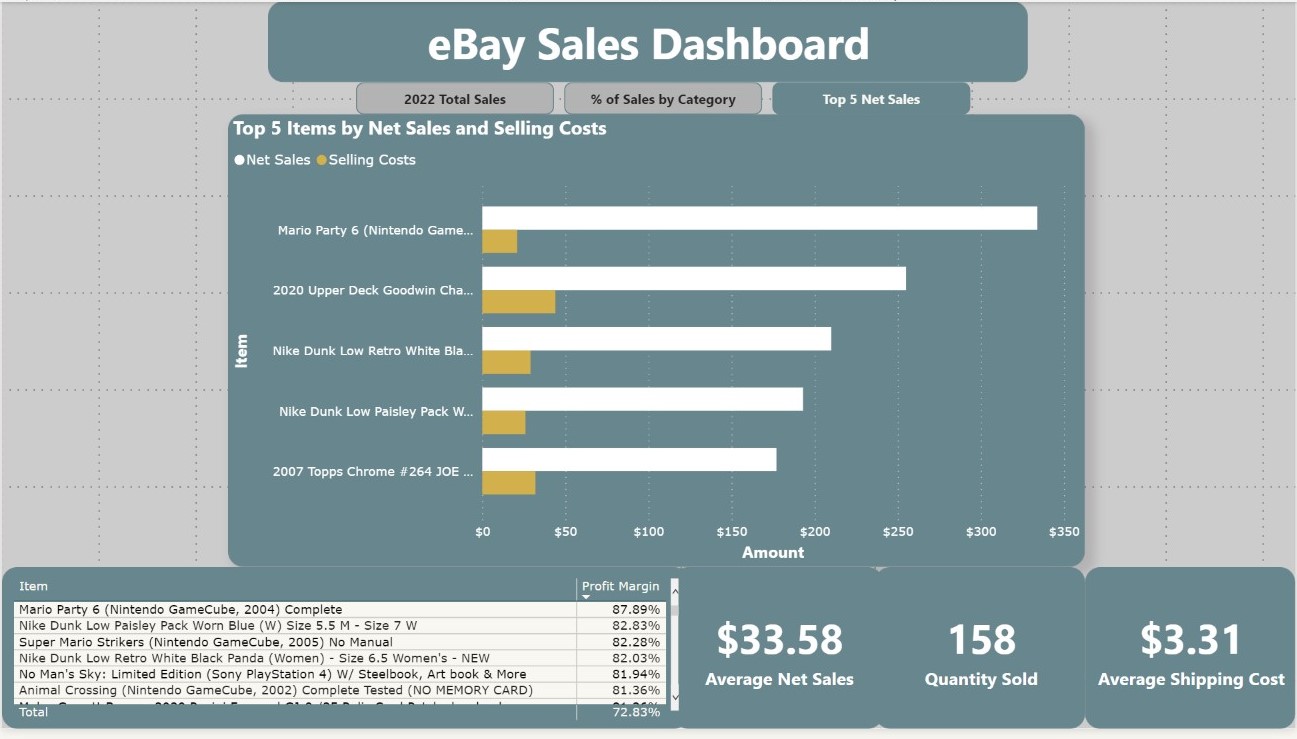 eBay Sales Dashboard
2022 Total Sales
% of Sales by Category
Top 5 Net Sales
Top 5 Items by Net Sales and Selling Costs
Net Sales Selling Costs
Item
Mario Party 6 (Nintendo Game...
2020 Upper Deck Goodwin Cha...
Nike Dunk Low Retro White Bla...
Nike Dunk Low Paisley Pack W...
2007 Topps Chrome #264 JOE ...
$0 $50 $100 $150 $200 $250 $300 $350
Amount
Item Profit Margin
Mario Party 6 (Nintendo GameCube, 2004) Complete 87.89%
Nike Dunk Low Paisley Pack Worn Blue (W) Size 5.5 M - Size 7 W 82.83%
Super Mario Strikers (Nintendo GameCube, 2005) No Manual 82.28%
Nike Dunk Low Retro White Black Panda (Women) - Size 6.5 Women's - NEW 82.03%
No Man's Sky: Limited Edition (Sony PlayStation 4) W/ Steelbook, Art book & More 81.94%
Animal Crossing (Nintendo GameCube, 2002) Complete Tested (NO MEMORY CARD) 81.36%
Total 72.83%
$33.58
Average Net Sales
158
Quantity Sold
$3.31
Average Shipping Cost